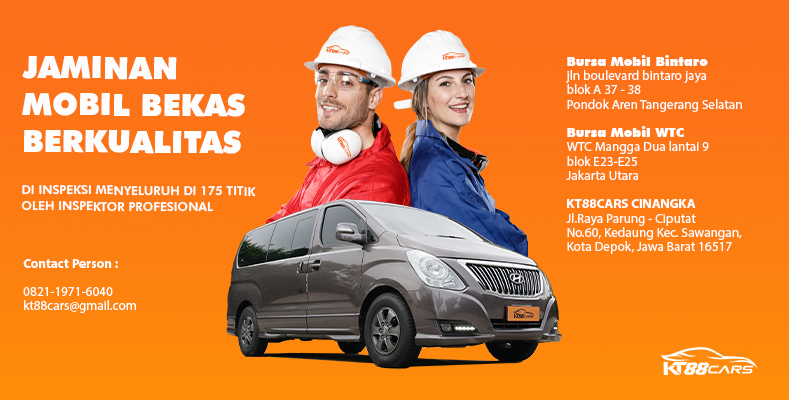 JAMINAN
MOBIL BEKAS
BERKUALITAS
DI INSPEKSI MENYELURUH DI 175 TITIK
OLEH INSPEKTOR PROFESIONAL
Contact Person :
0821-1971-6040
kt88cars@gmail.com
KT88CARS
KT88CARS
KT88CARS
Bursa Mobil Bintaro
jln boulevard bintaro jaya
blok A 37 - 38
Pondok Aren Tangerang Selatan
Bursa Mobil WTC
WTC Mangga Dua lantai 9
blok E23-E25
Jakarta Utara
KT88CARS CINANGKA
Jl.Raya Parung - Ciputat
No.60, Kedaung Kec. Sawangan,
Kota Depok, Jawa Barat 16517
KT88CARS